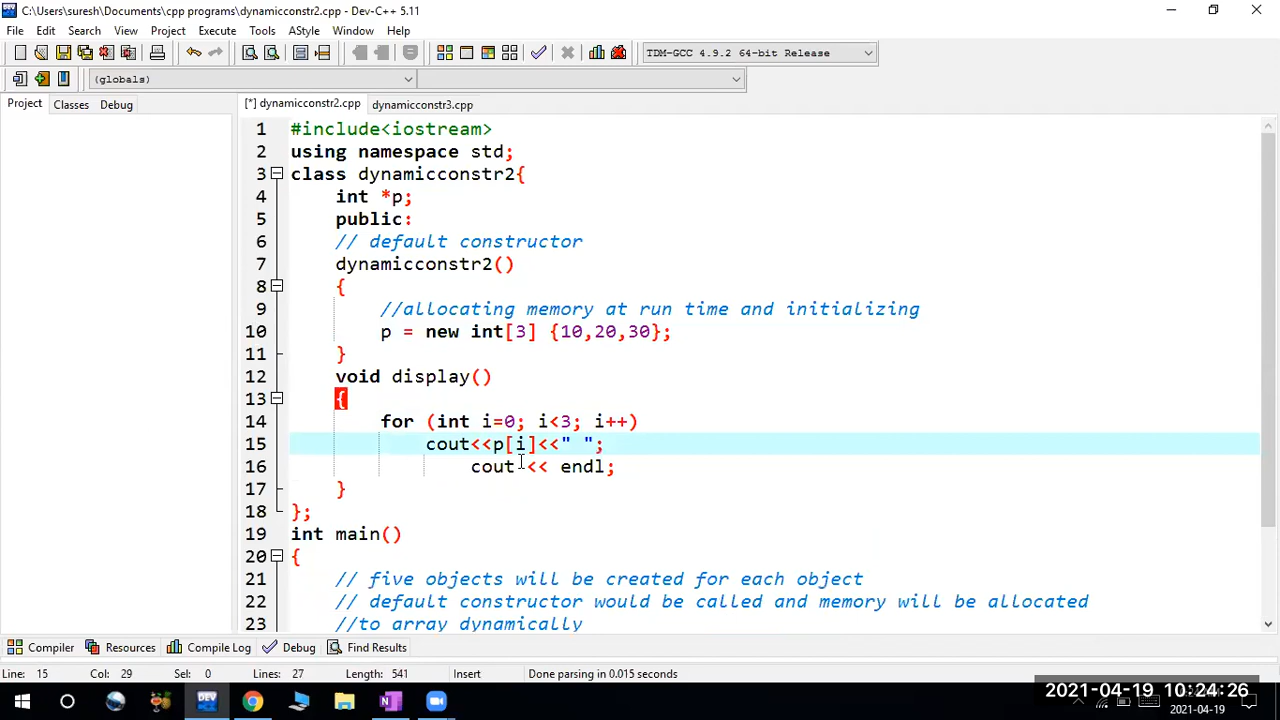 C:\Users\suresh\Documents\cpp programs\dynamicconstr2.cpp - Dev-C++ 5.11
File Edit Search View Project Execute Tools AStyle Window Help
TDM-GCC 4.9.2 64-bit Release
(globals)
Project Classes Debug [*] dynamicconstr2.cpp dynamicconstr3.cpp
1 #include<iostream>
2 using namespace std;
3 class dynamicconstr2{
4 int *p;
5 public:
6 // default constructor
7 dynamicconstr2()
8 {
9 //allocating memory at run time and initializing
10 p = new int[3] {10,20,30};
11 }
12 void display()
13 {
14 for (int i=0; i<3; i++)
15 cout<<p[i]<<" ";
16 cout << endl;
17 }
18 };
19 int main()
20 {
21 // five objects will be created for each object
22 // default constructor would be called and memory will be allocated
23 //to array dynamically
Compiler Resources Compile Log Debug Find Results
Line: 15 Col: 29 Sel: 0 Lines: 27 Length: 541 Insert Done parsing in 0.015 seconds
DEV
2021-04-19 10:24:26
2021-04-19